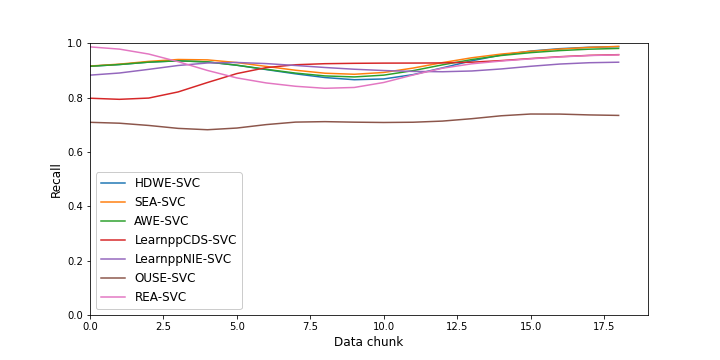 1.0
0.8
0.6
0.4
0.2
0.0
Recall
HDWE-SVC
SEA-SVC
AWE-SVC
LearnppCDS-SVC
LearnppNIE-SVC
OUSE-SVC
REA-SVC
0.0 2.5 5.0 7.5 10.0 12.5 15.0 17.5
Data chunk